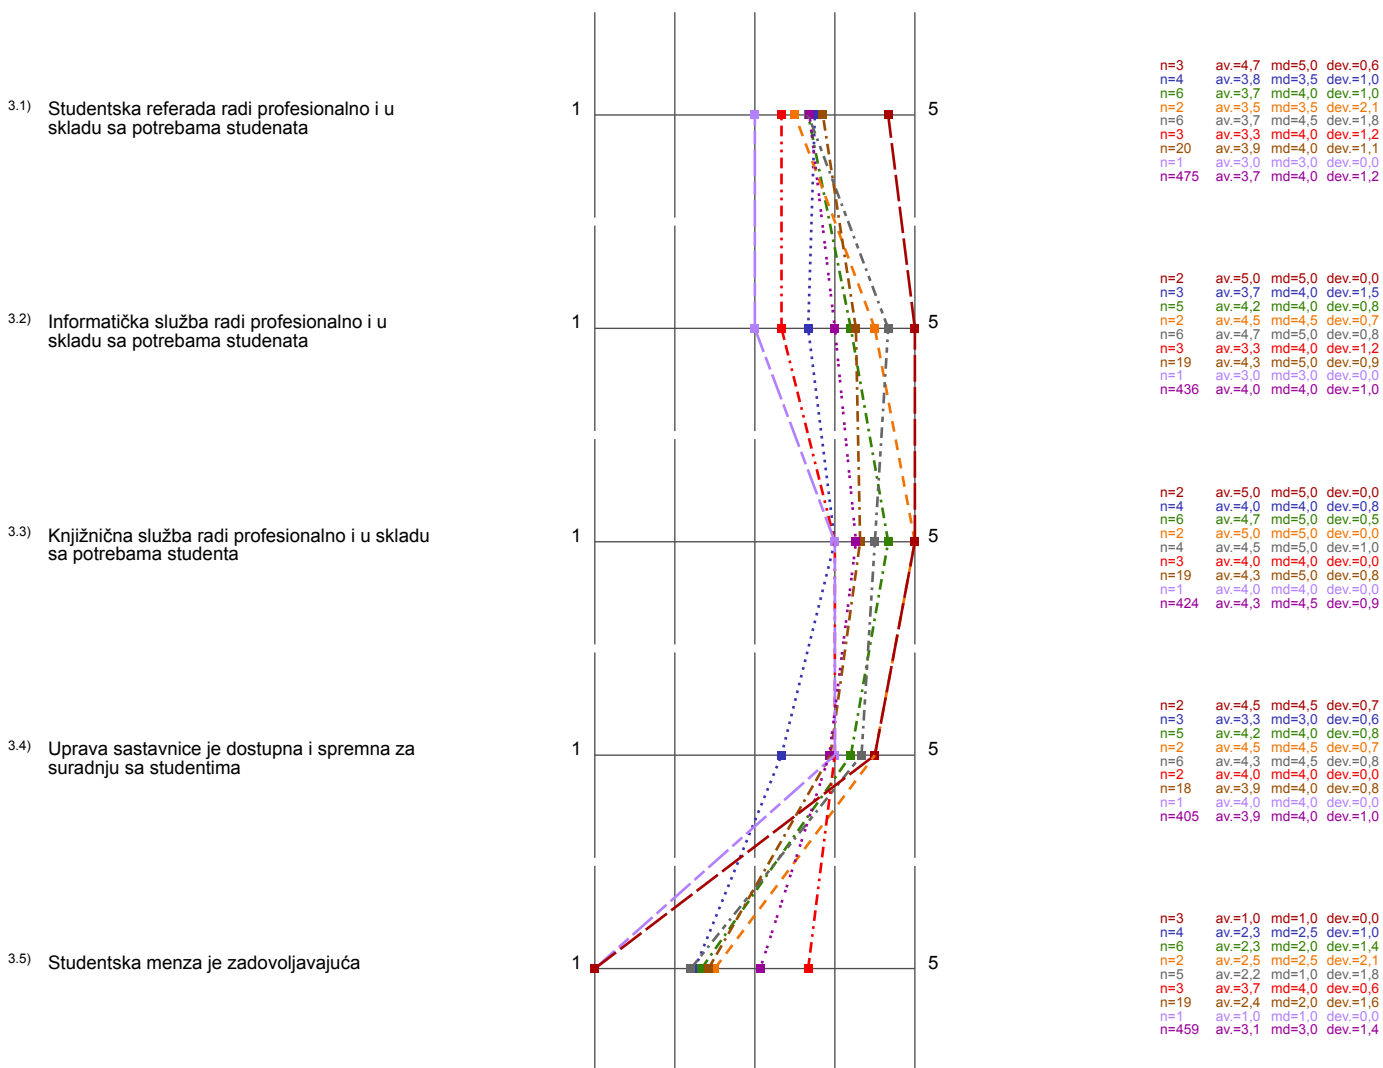 n=3 av.=4,7 md=5,0 dev.=0,6
n=4 av.=3,8 md=3,5 dev.=1,0
3.1) Studentska referada radi profesionalno i u
skladu sa potrebama studenata
1
5
n=6 av.=3,7 md=4,0 dev.=1,0
n=2 av.=3,5 md=3,5 dev.=2,1
n=6 av.=3,7 md=4,5 dev.=1,8
n=3 av.=3,3 md=4,0 dev.=1,2
n=20 av.=3,9 md=4,0 dev.=1,1
n=1 av.=3,0 md=3,0 dev.=0,0
n=475 av.=3,7 md=4,0 dev.=1,2
3.2) Informatička služba radi profesionalno i u
skladu sa potrebama studenata
1
5
n=2 av.=5,0 md=5,0 dev.=0,0
n=3 av.=3,7 md=4,0 dev.=1,5
n=5 av.=4,2 md=4,0 dev.=0,8
n=2 av.=4,5 md=4,5 dev.=0,7
n=6 av.=4,7 md=5,0 dev.=0,8
n=3 av.=3,3 md=4,0 dev.=1,2
n=19 av.=4,3 md=5,0 dev.=0,9
n=1 av.=3,0 md=3,0 dev.=0,0
n=436 av.=4,0 md=4,0 dev.=1,0
3.3) Knjižnična služba radi profesionalno i u skladu
sa potrebama studenta
1
5
n=2 av.=5,0 md=5,0 dev.=0,0
n=4 av.=4,0 md=4,0 dev.=0,8
n=6 av.=4,7 md=5,0 dev.=0,5
n=2 av.=5,0 md=5,0 dev.=0,0
n=4 av.=4,5 md=5,0 dev.=1,0
n=3 av.=4,0 md=4,0 dev.=0,0
n=19 av.=4,3 md=5,0 dev.=0,8
n=1 av.=4,0 md=4,0 dev.=0,0
n=424 av.=4,3 md=4,5 dev.=0,9
3.4) Uprava sastavnice je dostupna i spremna za
suradnju sa studentima
1
5
n=2 av.=4,5 md=4,5 dev.=0,7
n=3 av.=3,3 md=3,0 dev.=0,6
n=5 av.=4,2 md=4,0 dev.=0,8
n=2 av.=4,5 md=4,5 dev.=0,7
n=6 av.=4,3 md=4,5 dev.=0,8
n=2 av.=4,0 md=4,0 dev.=0,0
n=18 av.=3,9 md=4,0 dev.=0,8
n=1 av.=4,0 md=4,0 dev.=0,0
n=405 av.=3,9 md=4,0 dev.=1,0
3.5) Studentska menza je zadovoljavajuća
1
5
n=3 av.=1,0 md=1,0 dev.=0,0
n=4 av.=2,3 md=2,5 dev.=1,0
n=6 av.=2,3 md=2,0 dev.=1,4
n=2 av.=2,5 md=2,5 dev.=2,1
n=5 av.=2,2 md=1,0 dev.=1,8
n=3 av.=3,7 md=4,0 dev.=0,6
n=19 av.=2,4 md=2,0 dev.=1,6
n=1 av.=1,0 md=1,0 dev.=0,0
n=459 av.=3,1 md=3,0 dev.=1,4